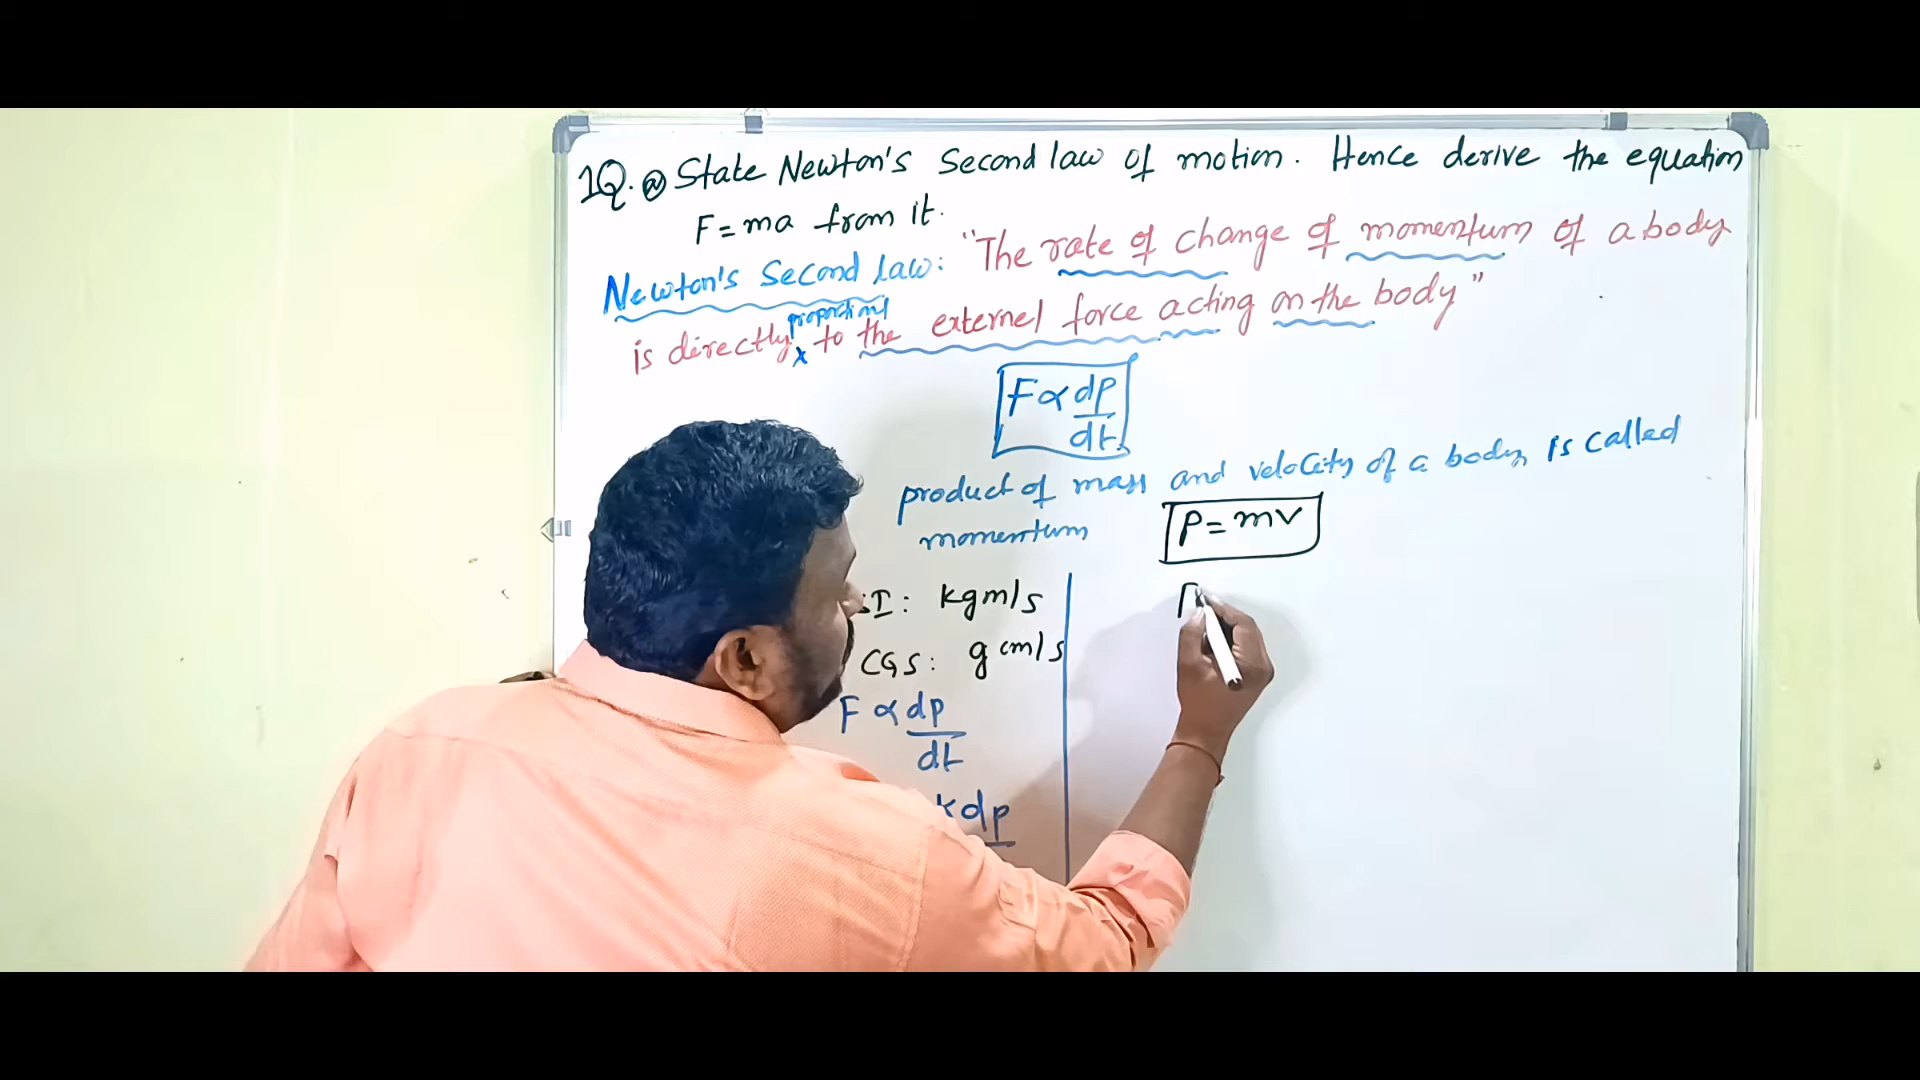 1Q. a) State Newton's Second law of motion. Hence derive the equation
F = ma from it.
Newton's Second law: "The rate of change of momentum of a body
proportional
is directly x to the externel force acting on the body"
F ∝ dp/dt
product of mass and velocity of a body is called
momentum
P = mv
SI: kgm/s
CGS: g cm/s
F ∝ dp/dt
k dp